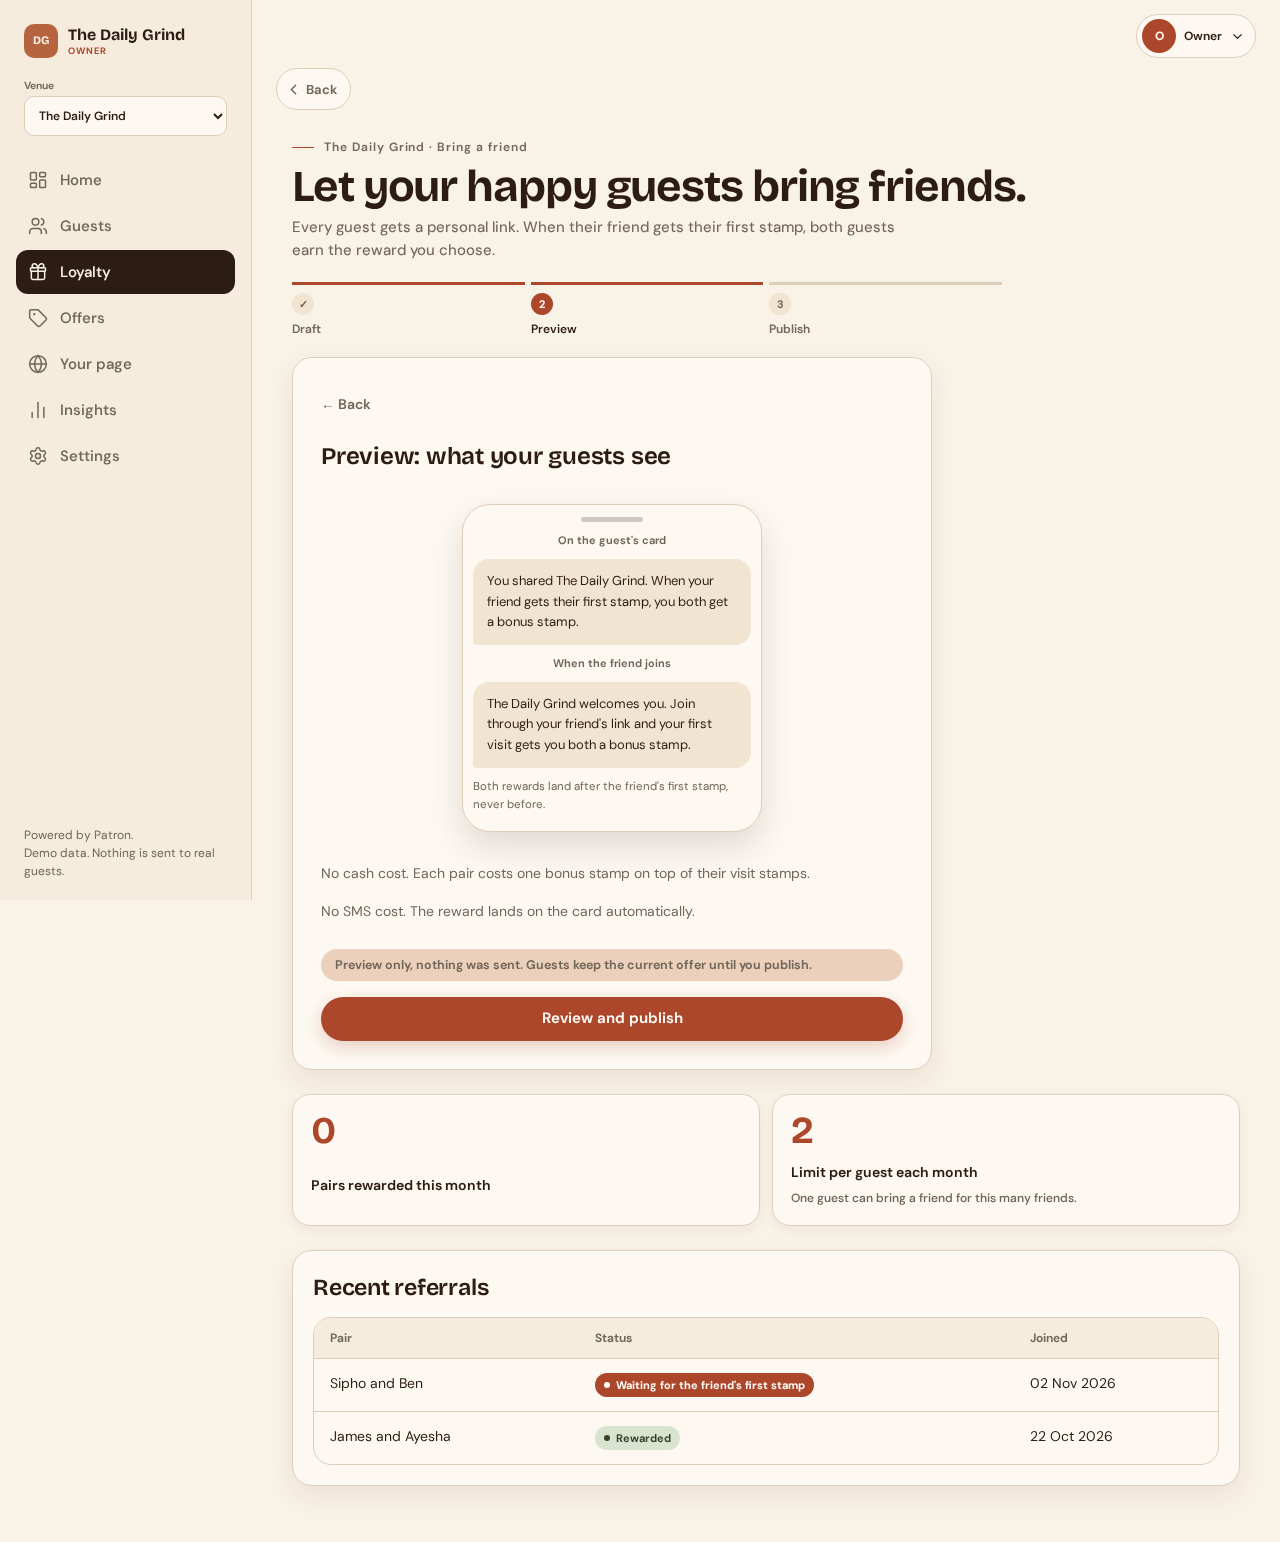 DG
The Daily Grind
OWNER
Venue
The Daily Grind
Home
Guests
Loyalty
Offers
Your page
Insights
Settings
Powered by Patron.
Demo data. Nothing is sent to real
guests.
O
Owner
Back
The Daily Grind · Bring a friend
Let your happy guests bring friends.
Every guest gets a personal link. When their friend gets their first stamp, both guests
earn the reward you choose.
✓
Draft
2
Preview
3
Publish
← Back
Preview: what your guests see
On the guest's card
You shared The Daily Grind. When your
friend gets their first stamp, you both get
a bonus stamp.
When the friend joins
The Daily Grind welcomes you. Join
through your friend's link and your first
visit gets you both a bonus stamp.
Both rewards land after the friend's first stamp,
never before.
No cash cost. Each pair costs one bonus stamp on top of their visit stamps.
No SMS cost. The reward lands on the card automatically.
Preview only, nothing was sent. Guests keep the current offer until you publish.
Review and publish
0
Pairs rewarded this month
2
Limit per guest each month
One guest can bring a friend for this many friends.
Recent referrals
Pair Status Joined
Sipho and Ben Waiting for the friend's first stamp 02 Nov 2026
James and Ayesha Rewarded 22 Oct 2026